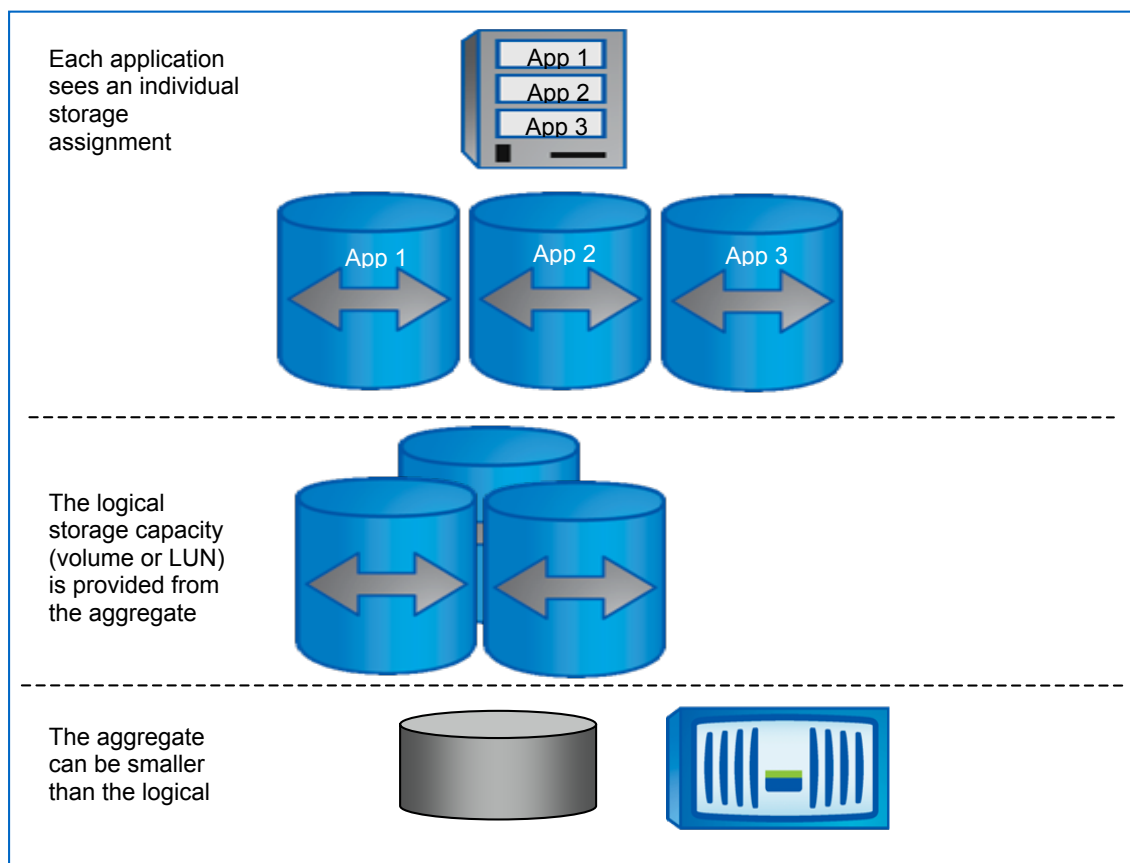 Each application
sees an individual
storage
assignment
App 1
App 2
App 3
App 1
App 2
App 3
The logical
storage capacity
(volume or LUN)
is provided from
the aggregate
The aggregate
can be smaller
than the logical